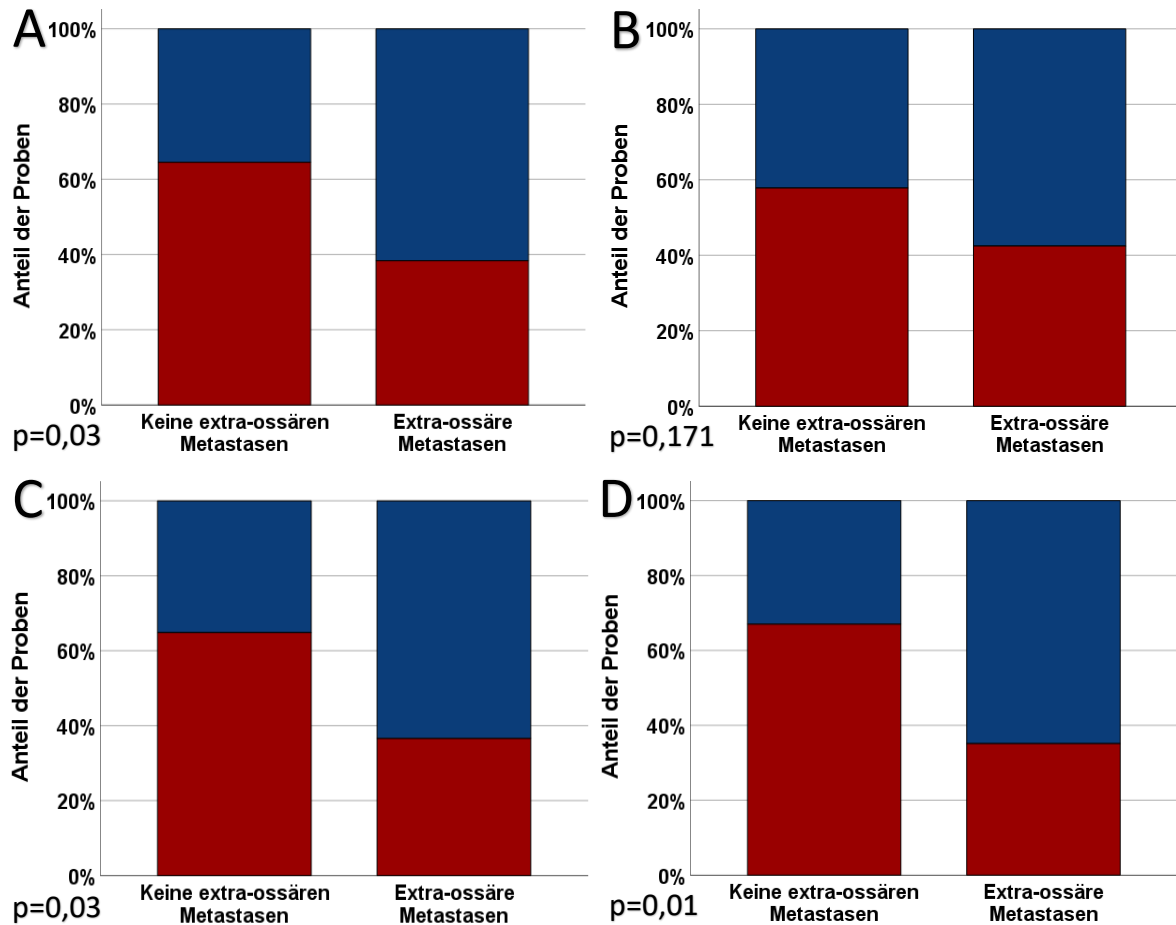 A
100%
80%
60%
40%
20%
0%
Anteil der Proben
Keine extra-ossären
Metastasen
Extra-ossäre
Metastasen
p=0,03
B
100%
80%
60%
40%
20%
0%
Anteil der Proben
Keine extra-ossären
Metastasen
Extra-ossäre
Metastasen
p=0,171
C
100%
80%
60%
40%
20%
0%
Anteil der Proben
Keine extra-ossären
Metastasen
Extra-ossäre
Metastasen
p=0,03
D
100%
80%
60%
40%
20%
0%
Anteil der Proben
Keine extra-ossären
Metastasen
Extra-ossäre
Metastasen
p=0,01